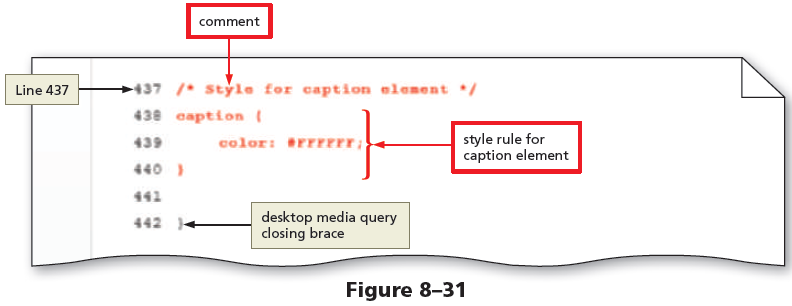 comment
Line 437
437 /* Style for caption element */
438 caption {
439 color: #FFFFFF;
440 }
441
442 }
style rule for
caption element
desktop media query
closing brace
Figure 8–31